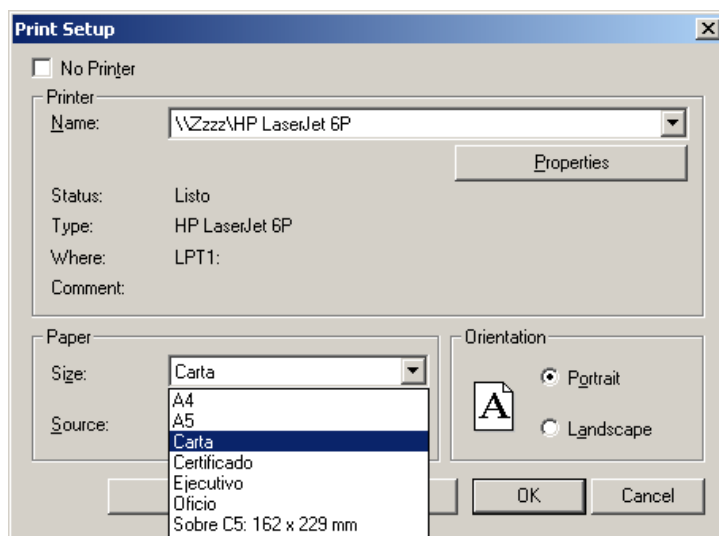 Print Setup
No Printer
Printer
Name: \\Zzzz\HP LaserJet 6P
Properties
Status: Listo
Type: HP LaserJet 6P
Where: LPT1:
Comment:
Paper
Size: Carta
Source:
A4
A5
Carta
Certificado
Ejecutivo
Oficio
Sobre C5: 162 x 229 mm
Orientation
A
Portrait
Landscape
OK
Cancel